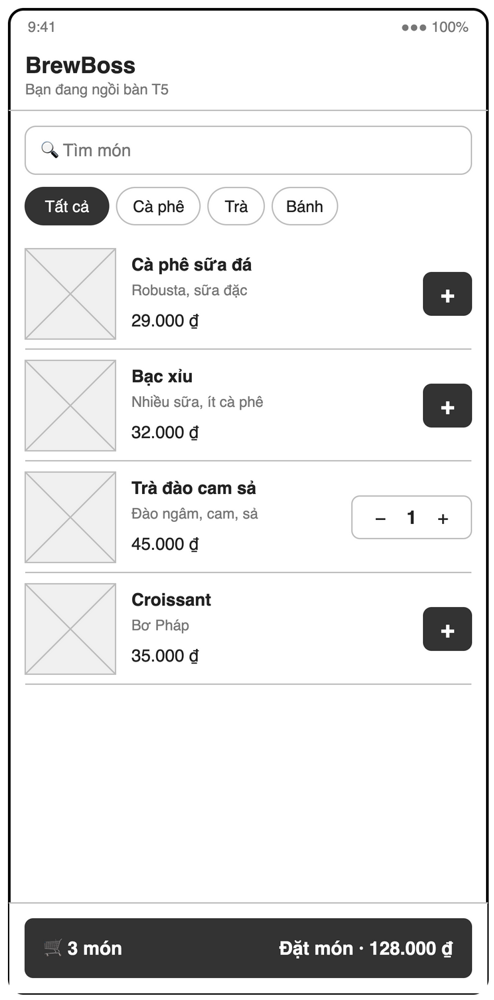 9:41 ●●● 100%
BrewBoss
Bạn đang ngồi bàn T5
🔍 Tìm món
Tất cả Cà phê Trà Bánh
Cà phê sữa đá
Robusta, sữa đặc
29.000 ₫
+
Bạc xỉu
Nhiều sữa, ít cà phê
32.000 ₫
+
Trà đào cam sả
Đào ngâm, cam, sả
45.000 ₫
− 1 +
Croissant
Bơ Pháp
35.000 ₫
+
🛒 3 món Đặt món · 128.000 ₫